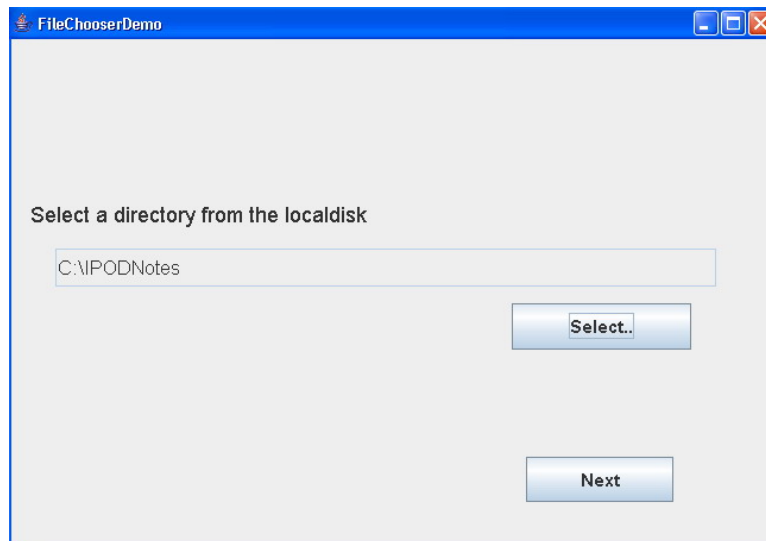 FileChooserDemo
Select a directory from the localdisk
C:\IPODNotes
Select..
Next